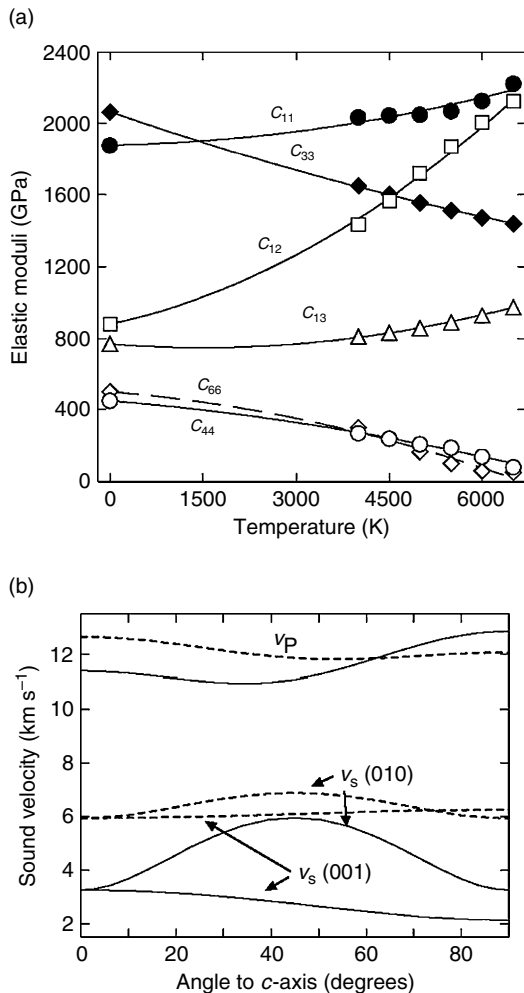 (a)
2400
2000
1600
1200
800
400
0
Elastic moduli (GPa)
C11
C33
C12
C13
C66
C44
0 1500 3000 4500 6000
Temperature (K)
(b)
12
10
8
6
4
2
Sound velocity (km s−1)
vP
vs (010)
vs (001)
0 20 40 60 80
Angle to c-axis (degrees)